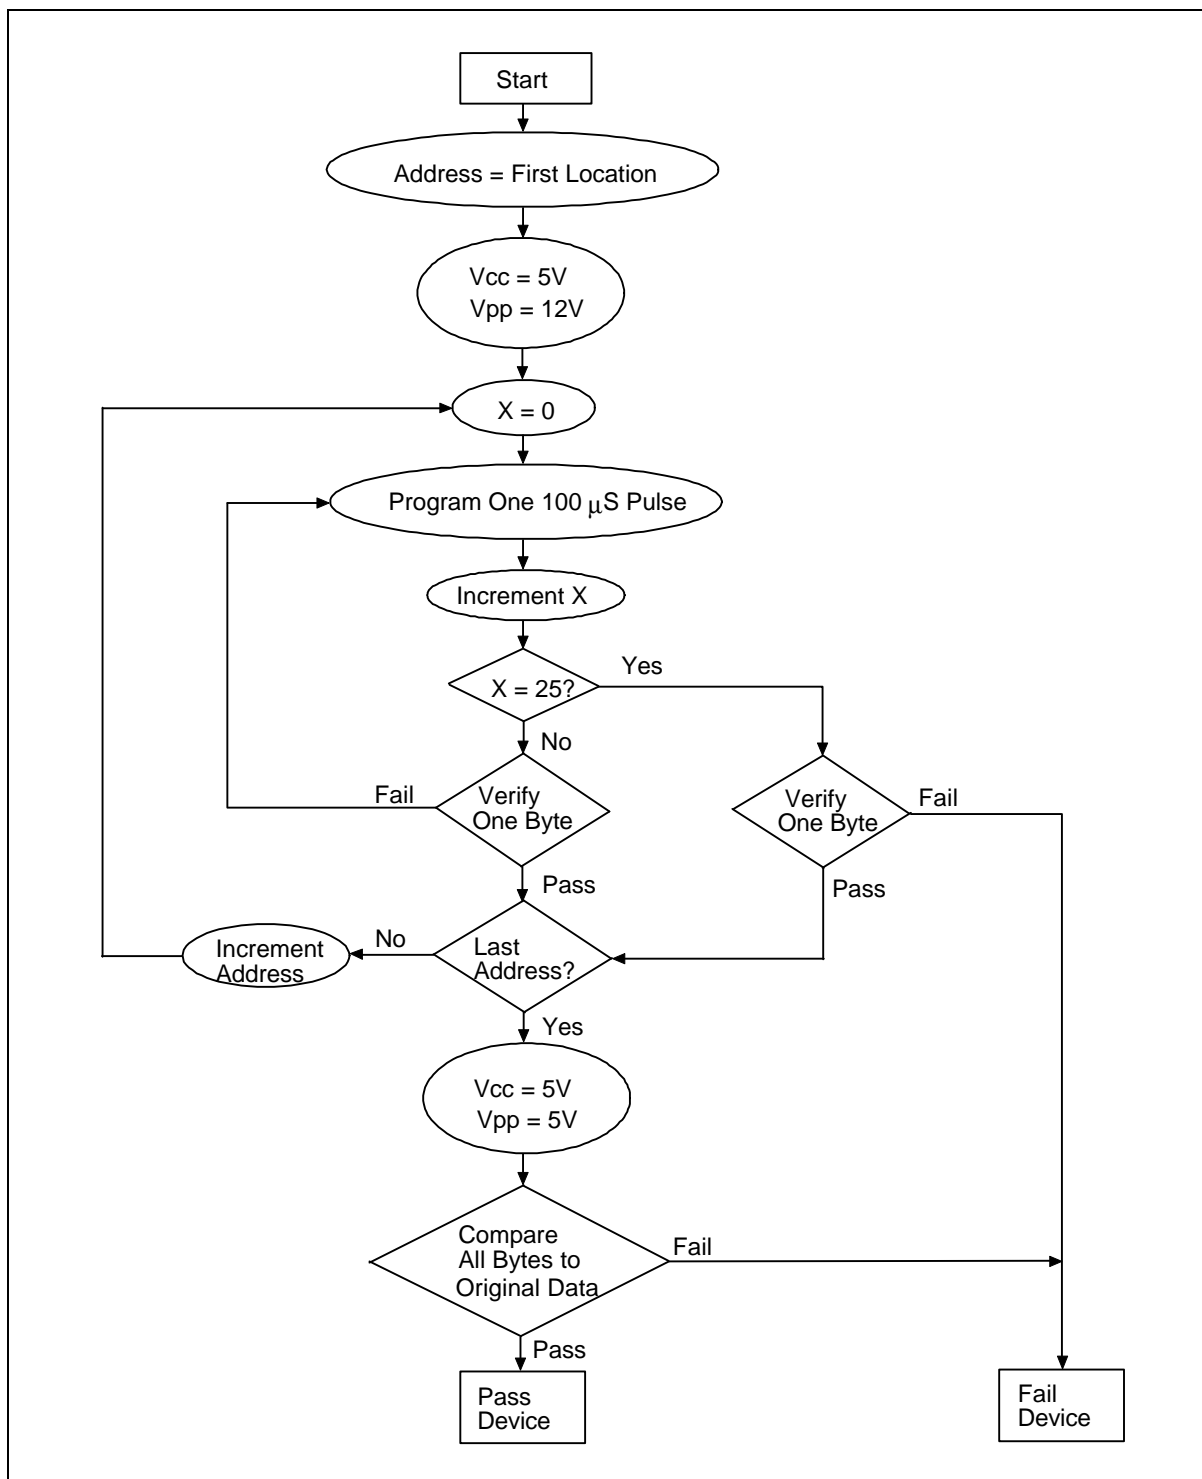 Start
Address = First Location
Vcc = 5V
Vpp = 12V
X = 0
Program One 100 μS Pulse
Increment X
X = 25?
Yes
No
Verify
One Byte
Fail
Pass
Verify
One Byte
Fail
Pass
Last
Address?
No
Increment
Address
Yes
Vcc = 5V
Vpp = 5V
Compare
All Bytes to
Original Data
Fail
Pass
Pass
Device
Fail
Device